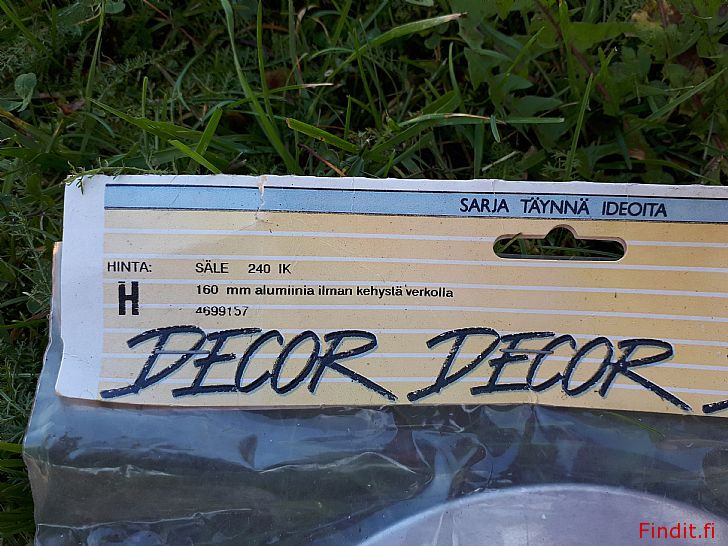 SARJA TÄYNNÄ IDEOITA
HINTA: SÄLE 240 IK
H 160 mm alumiinia ilman kehystä verkolla
4699157
DECOR DECOR
Findit.fi